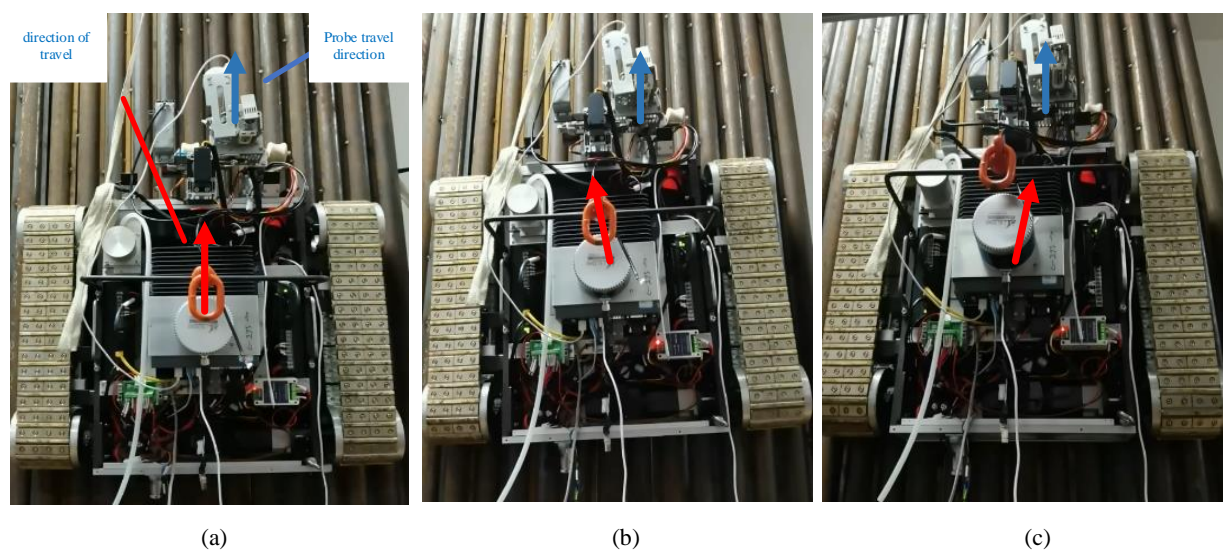 direction of
travel
Probe travel
direction
(a)
(b)
(c)